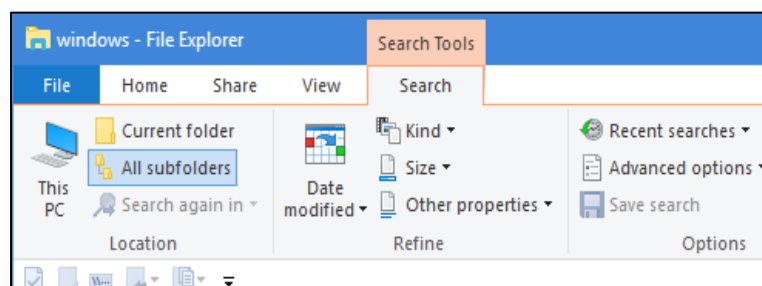 windows - File Explorer
Search Tools
File Home Share View Search
This PC
Current folder
All subfolders
Search again in
Location
Date modified
Kind
Size
Other properties
Refine
Recent searches
Advanced options
Save search
Options